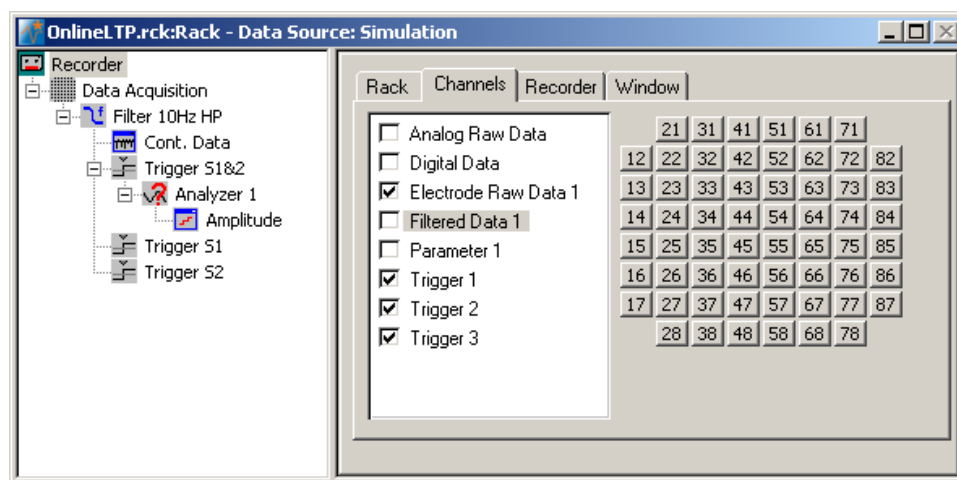 OnlineLTP.rck:Rack - Data Source: Simulation
Recorder
Data Acquisition
Filter 10Hz HP
Cont. Data
Trigger S1&2
Analyzer 1
Amplitude
Trigger S1
Trigger S2
Rack Channels Recorder Window
Analog Raw Data
Digital Data
Electrode Raw Data 1
Filtered Data 1
Parameter 1
Trigger 1
Trigger 2
Trigger 3
21 31 41 51 61 71
12 22 32 42 52 62 72 82
13 23 33 43 53 63 73 83
14 24 34 44 54 64 74 84
15 25 35 45 55 65 75 85
16 26 36 46 56 66 76 86
17 27 37 47 57 67 77 87
28 38 48 58 68 78